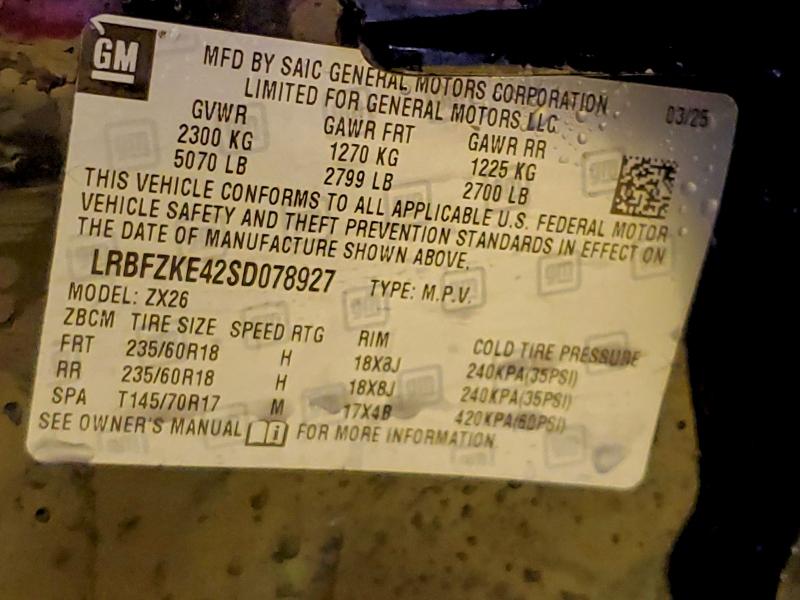 GM
MFD BY SAIC GENERAL MOTORS CORPORATION
LIMITED FOR GENERAL MOTORS LLC
03/25
GVWR GAWR FRT GAWR RR
2300 KG 1270 KG 1225 KG
5070 LB 2799 LB 2700 LB
THIS VEHICLE CONFORMS TO ALL APPLICABLE U.S. FEDERAL MOTOR
VEHICLE SAFETY AND THEFT PREVENTION STANDARDS IN EFFECT ON
THE DATE OF MANUFACTURE SHOWN ABOVE.
LRBFZKE42SD078927 TYPE: M.P.V.
MODEL: ZX26
ZBCM TIRE SIZE SPEED RTG RIM COLD TIRE PRESSURE
FRT 235/60R18 H 18X8J 240KPA(35PSI)
RR 235/60R18 H 18X8J 240KPA(35PSI)
SPA T145/70R17 M 17X4B 420KPA(60PSI)
SEE OWNER'S MANUAL FOR MORE INFORMATION